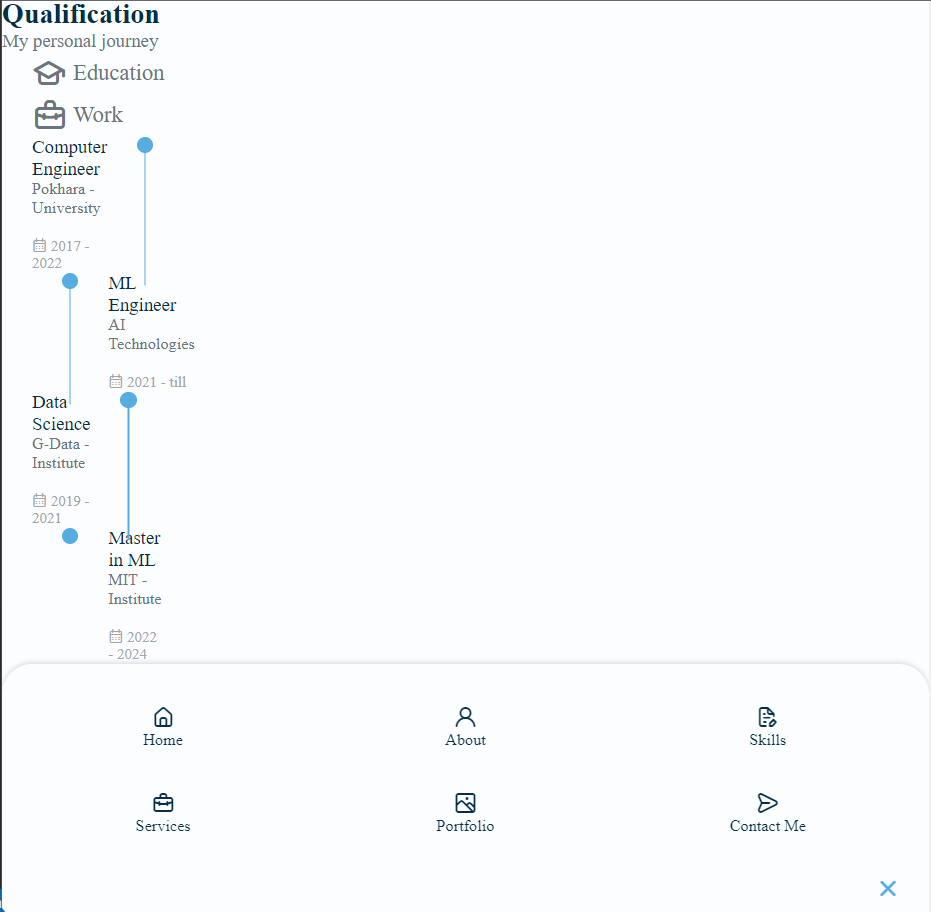 Qualification
My personal journey
Education
Work
Computer
Engineer
Pokhara -
University
2017 -
2022
ML
Engineer
AI
Technologies
2021 - till
Data
Science
G-Data -
Institute
2019 -
2021
Master
in ML
MIT -
Institute
2022
- 2024
Home
About
Skills
Services
Portfolio
Contact Me